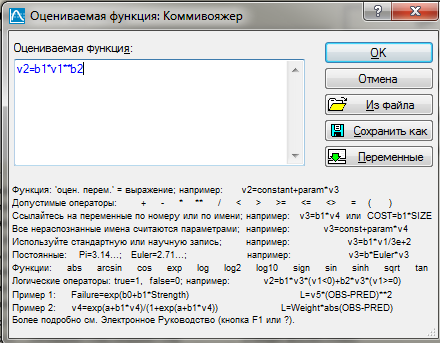 Оцениваемая функция: Коммивояжер
Оцениваемая функция:
v2=b1*v1**b2
OK
Отмена
Из файла
Сохранить как
Переменные
Функция: 'оцен. перем.' = выражение; например: v2=constant+param*v3
Допустимые операторы: + - * ** / < > >= <= <> = ( )
Ссылайтесь на переменные по номеру или по имени; например: v3=b1*v4 или COST=b1*SIZE
Все нераспознаные имена считаются параметрами; например: v3=const+param*v4
Используйте стандартную или научную запись; например: v3=b1*v1/3e+2
Постоянные: Pi=3.14...; Euler=2.71...; например: v3=b*Euler*v3
Функции: abs arcsin cos exp log log2 log10 sign sin sinh sqrt tan
Логические операторы: true=1, false=0; например: v2=b1*v3*(v1<0)+b2*v3*(v1>=0)
Пример 1: Failure=exp(b0+b1*Strength) L=v5*(OBS-PRED)**2
Пример 2: v4=exp(a+b1*v4)/(1+exp(a+b1*v4)) L=Weight*abs(OBS-PRED)
Более подробно см. Электронное Руководство (кнопка F1 или ?).